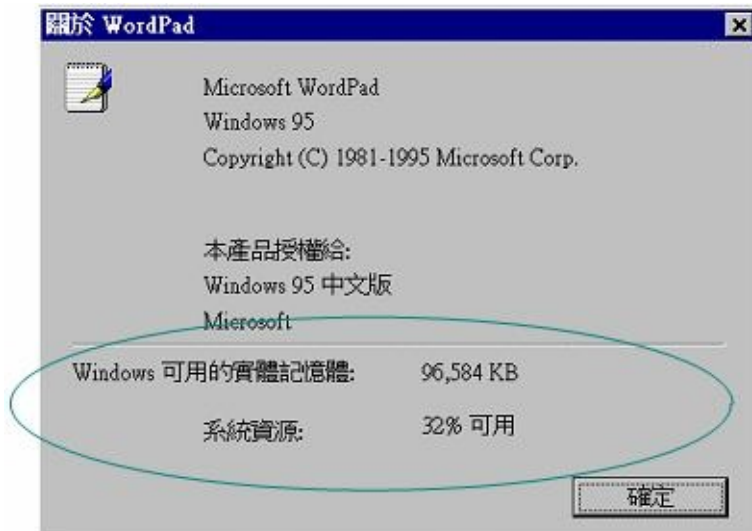 關於 WordPad
Microsoft WordPad
Windows 95
Copyright (C) 1981-1995 Microsoft Corp.
本產品授權給:
Windows 95 中文版
Microsoft
Windows 可用的實體記憶體: 96,584 KB
系統資源: 32% 可用
確定